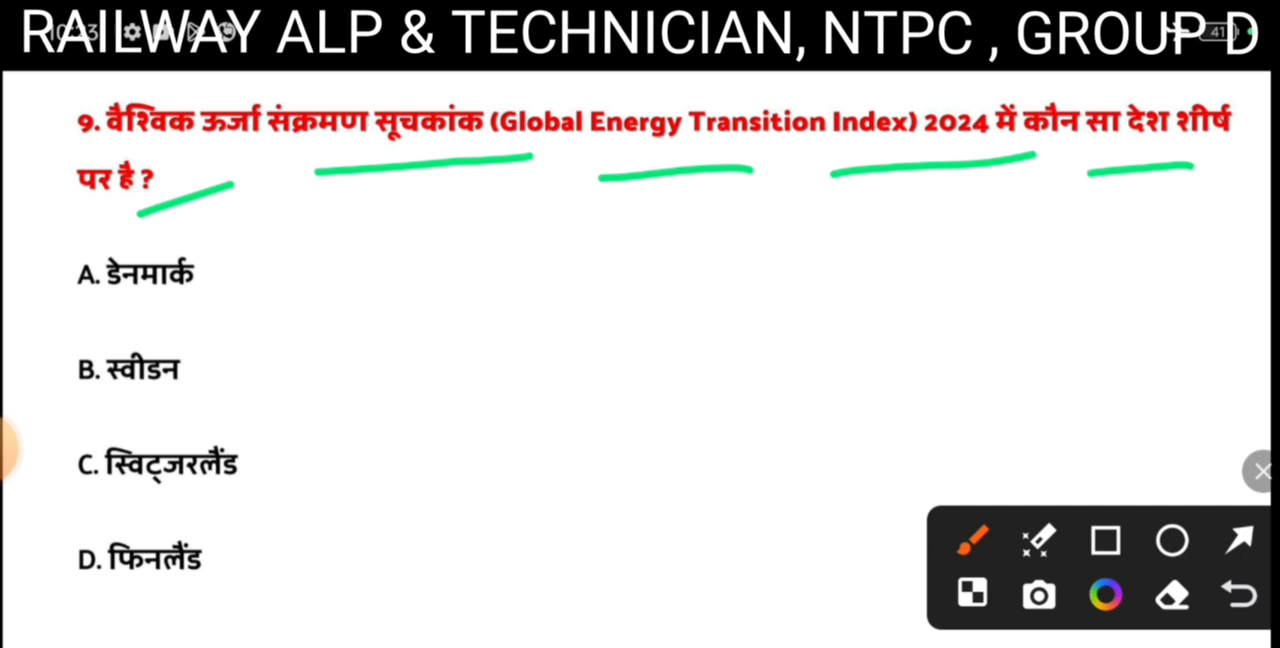 RAILWAY ALP & TECHNICIAN, NTPC , GROUP D
41
9. वैश्विक ऊर्जा संक्रमण सूचकांक (Global Energy Transition Index) 2024 में कौन सा देश शीर्ष
पर है ?
A. डेनमार्क
B. स्वीडन
C. स्विट्जरलैंड
D. फिनलैंड